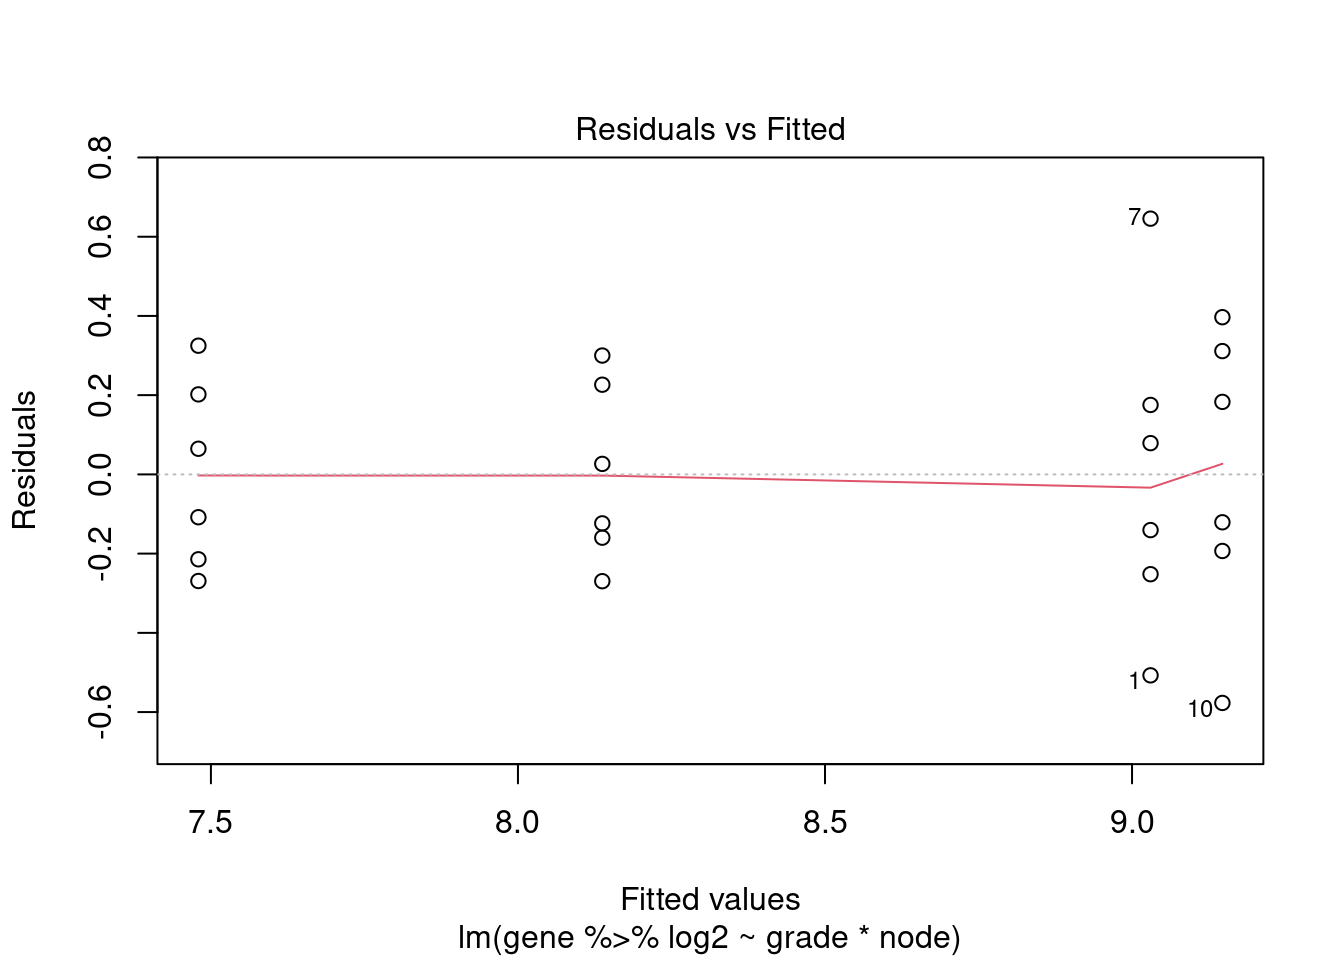 Residuals vs Fitted
0.8
0.6
0.4
0.2
0.0
-0.2
-0.6
Residuals
7
1
10
7.5 8.0 8.5 9.0
Fitted values
lm(gene %>% log2 ~ grade * node)